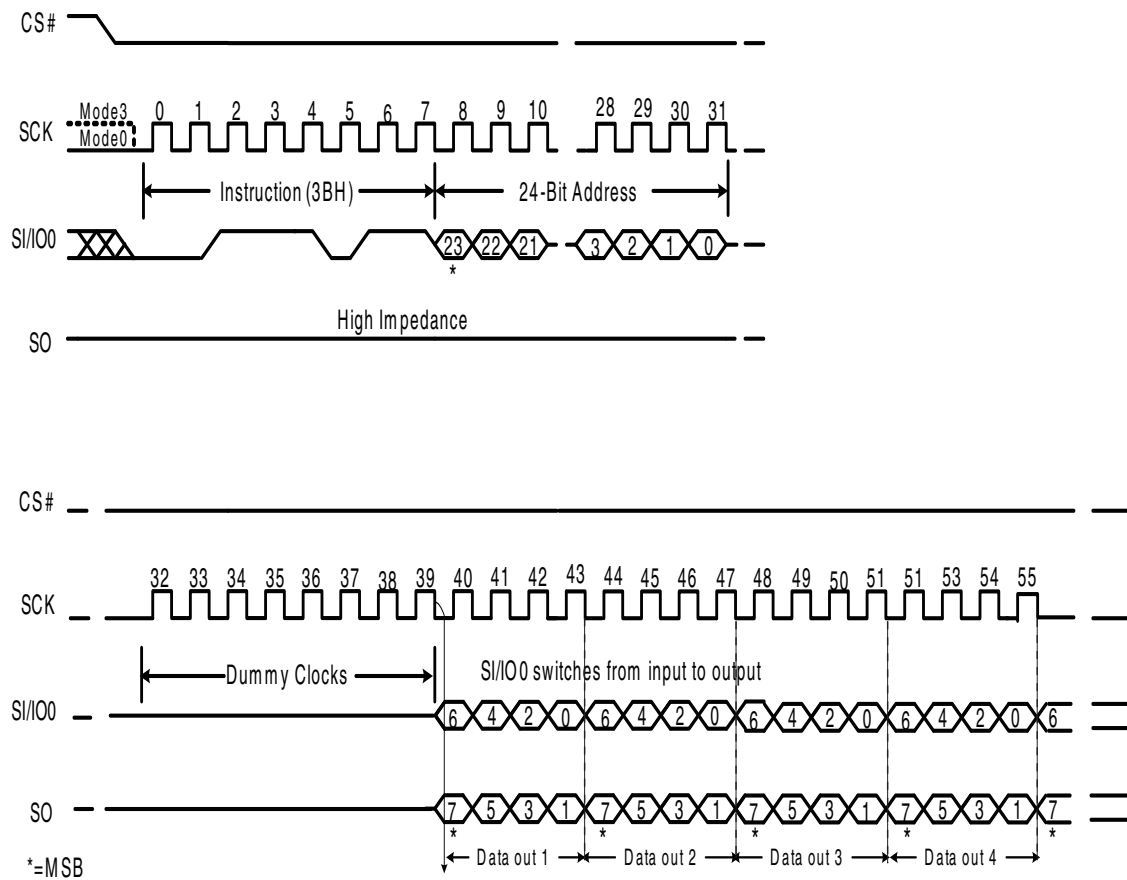 CS#
Mode3 0 1 2 3 4 5 6 7 8 9 10 28 29 30 31
SCK
Mode0
Instruction (3BH) 24-Bit Address
SI/IO0 23 22 21 3 2 1 0
*
High Impedance
SO
CS#
32 33 34 35 36 37 38 39 40 41 42 43 44 45 46 47 48 49 50 51 51 53 54 55
SCK
Dummy Clocks SI/IO0 switches from input to output
SI/IO0 6 4 2 0 6 4 2 0 6 4 2 0 6 4 2 0 6
SO 7 5 3 1 7 5 3 1 7 5 3 1 7 5 3 1 7
* * * * *
Data out 1 Data out 2 Data out 3 Data out 4
*=MSB